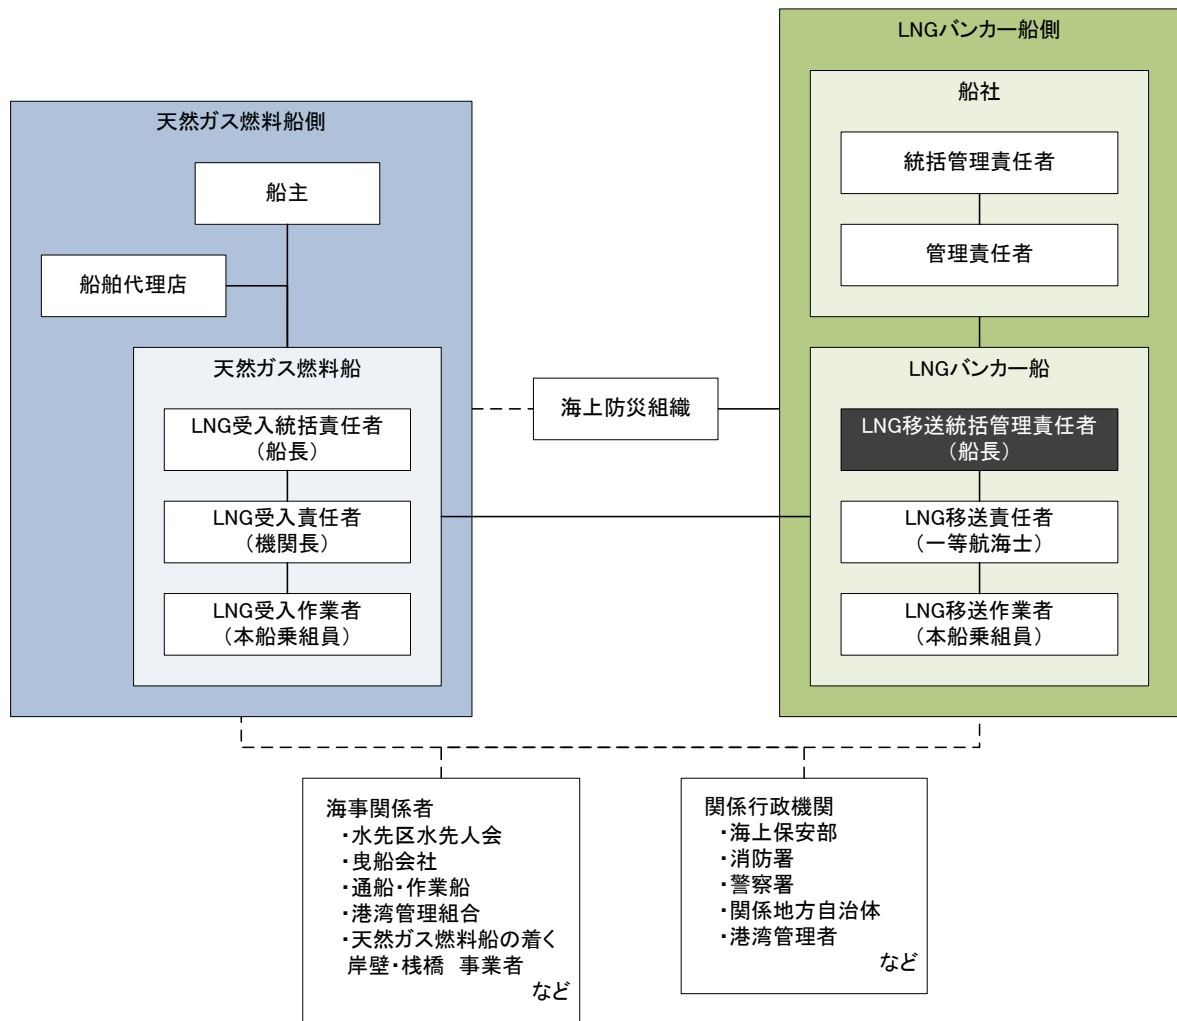 天然ガス燃料船側
船主
船舶代理店
天然ガス燃料船
LNG受入統括責任者
（船長）
LNG受入責任者
（機関長）
LNG受入作業者
（本船乗組員）
海上防災組織
LNGバンカー船側
船社
統括管理責任者
管理責任者
LNGバンカー船
LNG移送統括管理責任者
（船長）
LNG移送責任者
（一等航海士）
LNG移送作業者
（本船乗組員）
海事関係者
・水先区水先人会
・曳船会社
・通船・作業船
・港湾管理組合
・天然ガス燃料船の着く
岸壁・桟橋　事業者
など
関係行政機関
・海上保安部
・消防署
・警察署
・関係地方自治体
・港湾管理者
など